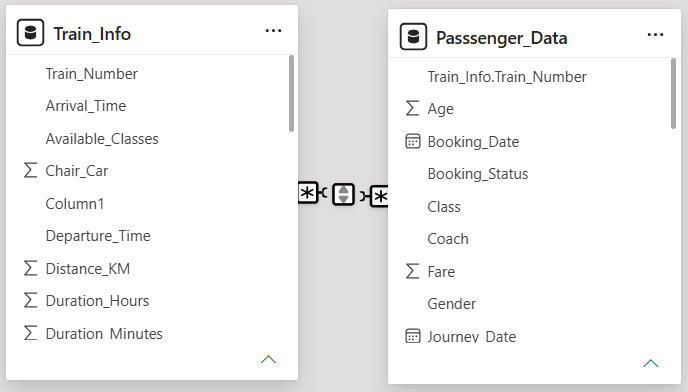 Train_Info
Train_Number
Arrival_Time
Available_Classes
Chair_Car
Column1
Departure_Time
Distance_KM
Duration_Hours
Duration_Minutes
Passsenger_Data
Train_Info.Train_Number
Age
Booking_Date
Booking_Status
Class
Coach
Fare
Gender
Journey_Date